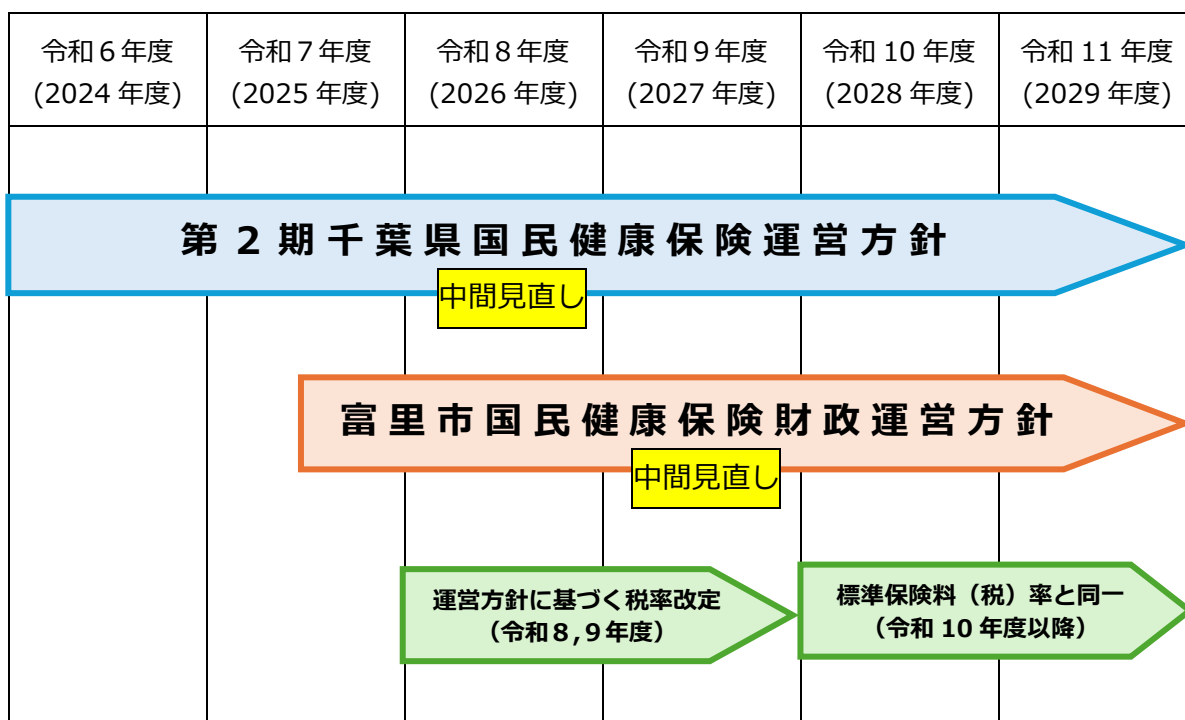 令和６年度
(2024 年度)
令和７年度
(2025 年度)
令和８年度
(2026 年度)
令和９年度
(2027 年度)
令和 10 年度
(2028 年度)
令和 11 年度
(2029 年度)
第２期千葉県国民健康保険運営方針
中間見直し
富里市国民健康保険財政運営方針
中間見直し
運営方針に基づく税率改定
（令和８,９年度）
標準保険料（税）率と同一
（令和 10 年度以降）